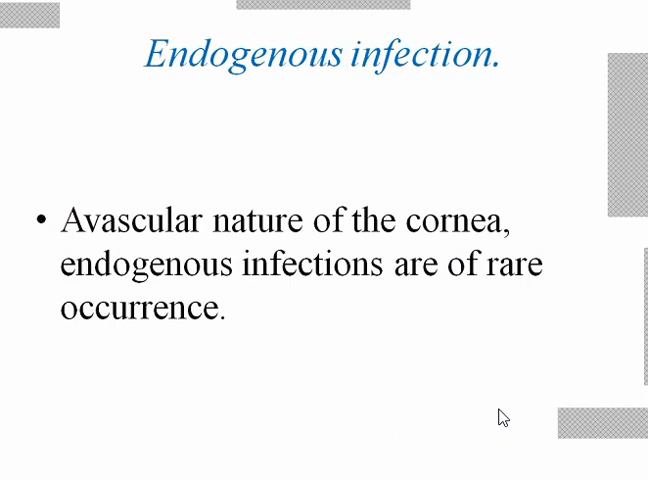 Endogenous infection.
• Avascular nature of the cornea,
endogenous infections are of rare
occurrence.